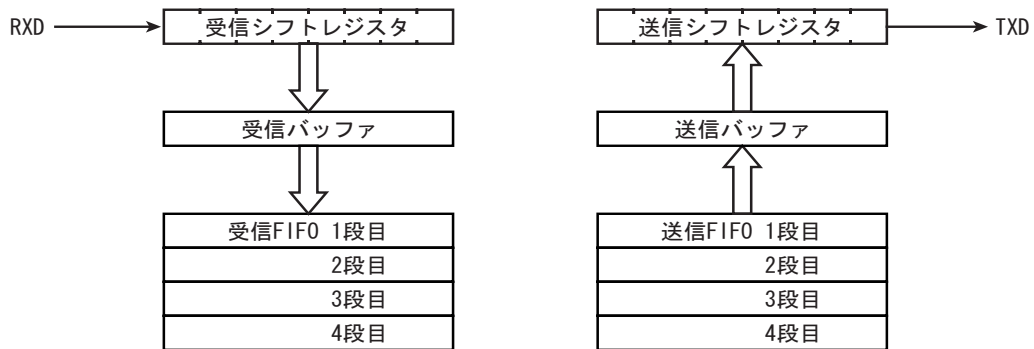 RXD
受信シフトレジスタ
受信バッファ
受信FIFO 1段目
2段目
3段目
4段目
送信シフトレジスタ
TXD
送信バッファ
送信FIFO 1段目
2段目
3段目
4段目